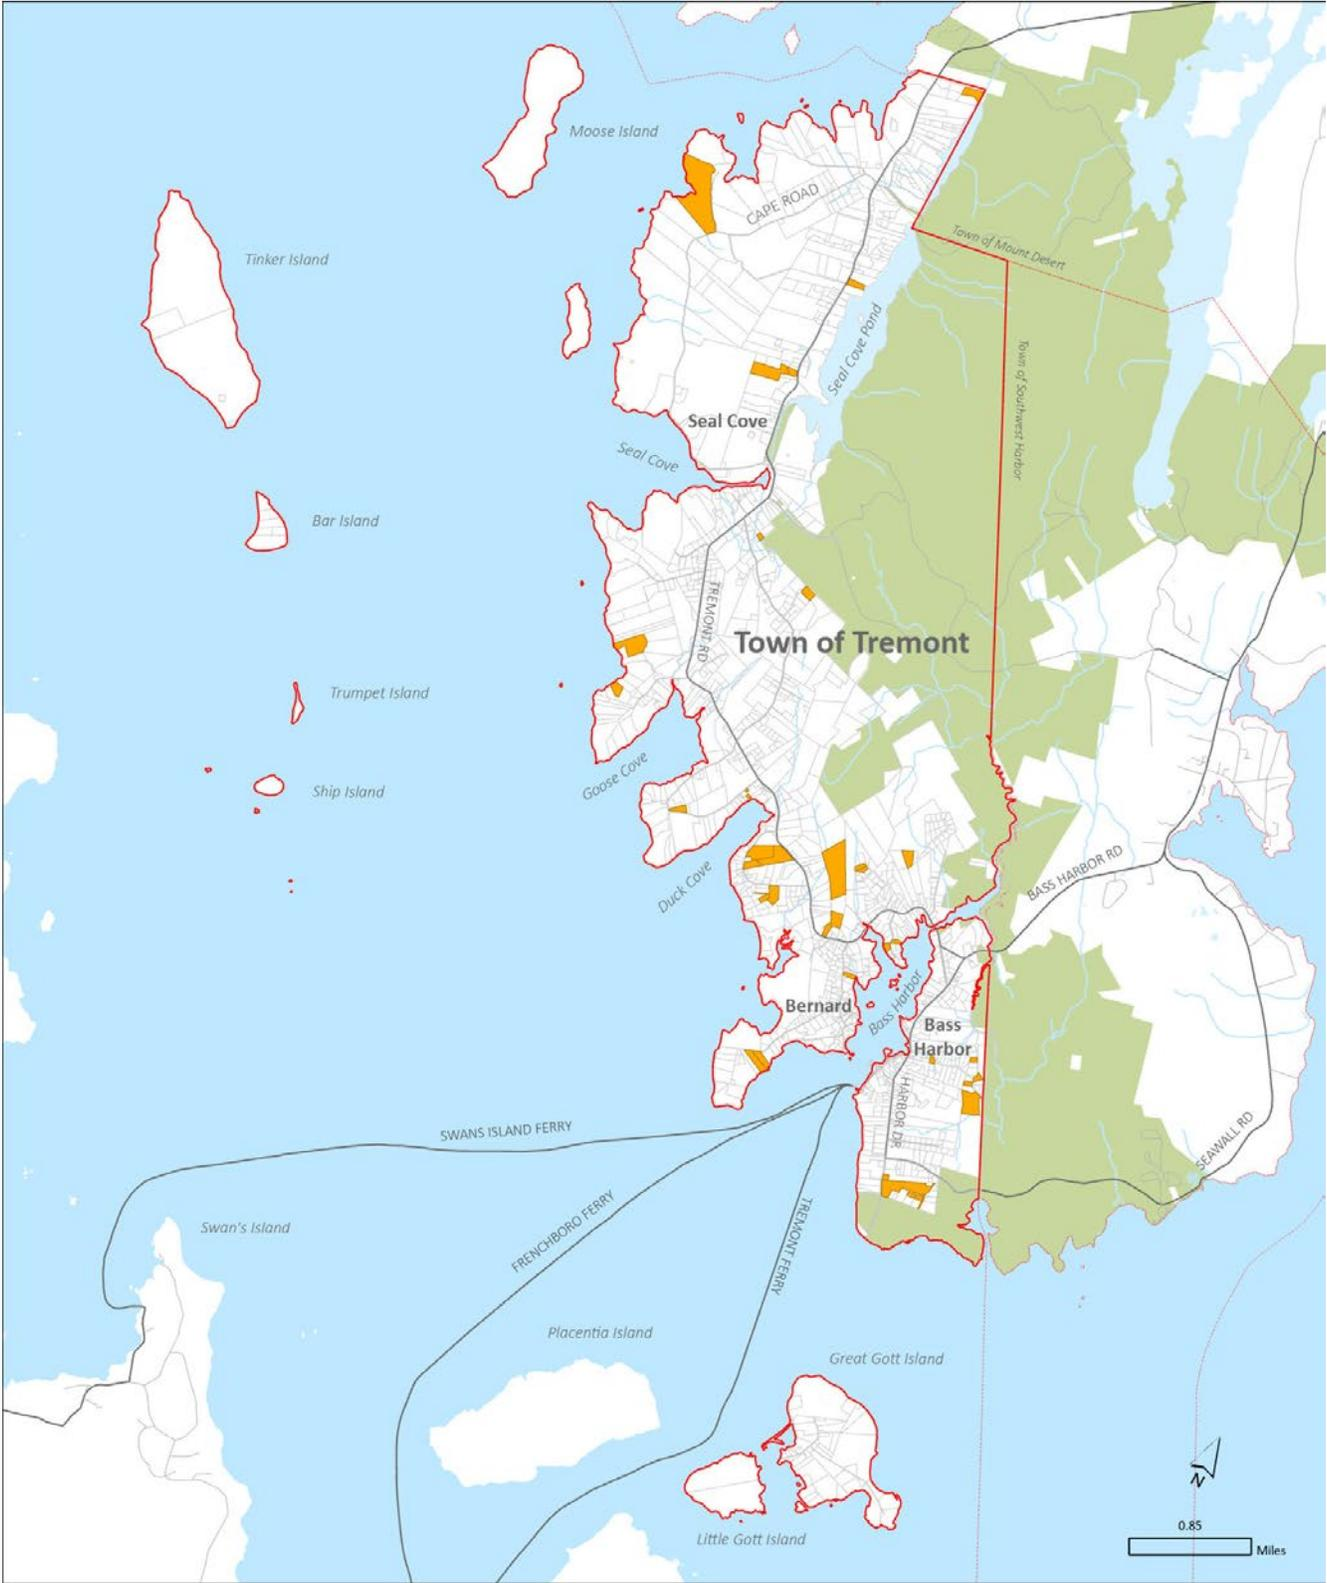 Moose Island
CAPE ROAD
Town of Mount Desert
Tinker Island
Seal Cove Pond
Town of Southwest Harbor
Seal Cove
Seal Cove
Bar Island
TREMONT RD
Town of Tremont
Trumpet Island
Goose Cove
Ship Island
Duck Cove
BASS HARBOR RD
Bernard
Bass Harbor
Bass
Harbor
HARBOR DR
SWANS ISLAND FERRY
SEAWALL RD
Swan's Island
FRENCHBORO FERRY
TREMONT FERRY
Placentia Island
Great Gott Island
Little Gott Island
N
0.85
Miles